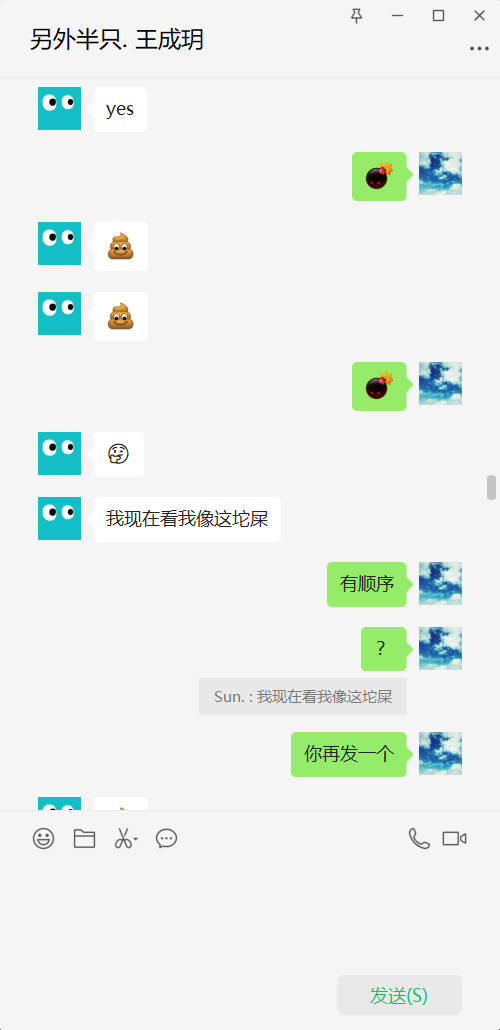 另外半只. 王成玥
yes
我现在看我像这坨屎
有顺序
？
Sun. : 我现在看我像这坨屎
你再发一个
发送(S)